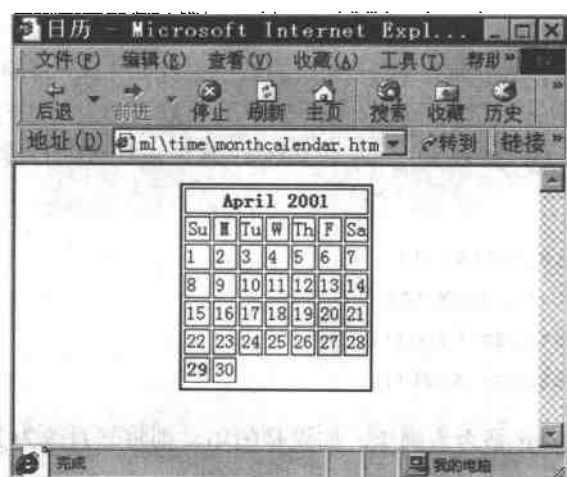 日历 - Microsoft Internet Expl...
文件(F) 编辑(E) 查看(V) 收藏(A) 工具(T) 帮助 »
后退 前进 停止 刷新 主页 搜索 收藏 历史 »
地址(D) ml\time\monthcalendar.htm 转到 链接 »
April 2001
Su M Tu W Th F Sa
1 2 3 4 5 6 7
8 9 10 11 12 13 14
15 16 17 18 19 20 21
22 23 24 25 26 27 28
29 30
完成 我的电脑